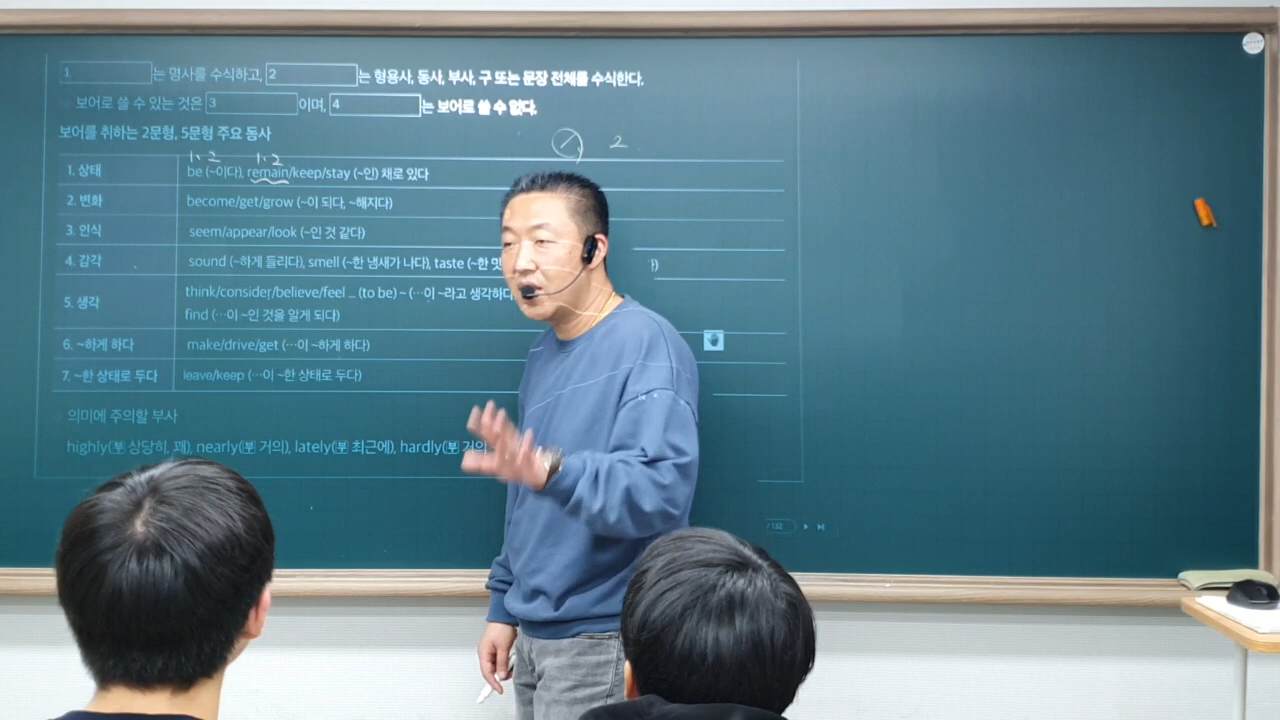 1 는 명사를 수식하고, 2 는 형용사, 동사, 부사, 구 또는 문장 전체를 수식한다.
보어로 쓸 수 있는 것은 3 이며, 4 는 보어로 쓸 수 없다.
보어를 취하는 2문형, 5문형 주요 동사
1, 2 1, 2
2
1. 상태 be (~이다), remain/keep/stay (~인) 채로 있다
2. 변화 become/get/grow (~이 되다, ~해지다)
3. 인식 seem/appear/look (~인 것 같다)
4. 감각 sound (~하게 들리다), smell (~한 냄새가 나다), taste (~한 맛
5. 생각 think/consider/believe/feel ... (to be) ~ (…이 ~라고 생각하다
find (…이 ~인 것을 알게 되다)
6. ~하게 하다 make/drive/get (…이 ~하게 하다)
7. ~한 상태로 두다 leave/keep (…이 ~한 상태로 두다)
의미에 주의할 부사
highly(부 상당히, 꽤), nearly(부 거의), lately(부 최근에), hardly(부 거의
/ 132